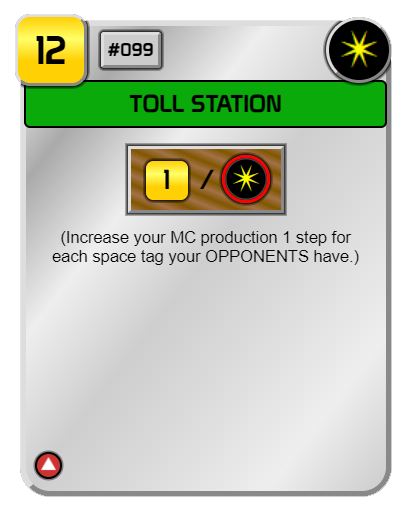 12
#099
TOLL STATION
1 /
(Increase your MC production 1 step for
each space tag your OPPONENTS have.)